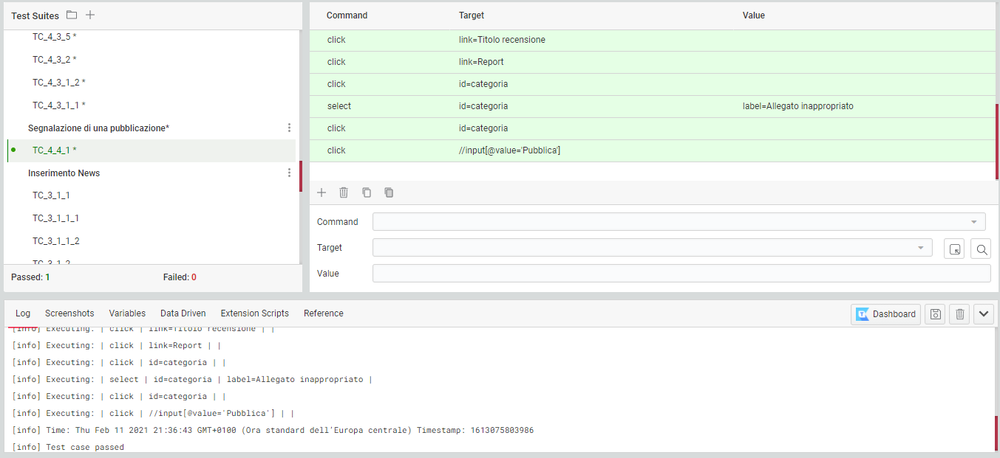 Test Suites
TC_4_3_5 *
TC_4_3_2 *
TC_4_3_1_2 *
TC_4_3_1_1 *
Segnalazione di una pubblicazione*
TC_4_4_1 *
Inserimento News
TC_3_1_1
TC_3_1_1_1
TC_3_1_1_2
TC_3_1_2
Passed: 1 Failed: 0
Command Target Value
click link=Titolo recensione
click link=Report
click id=categoria
select id=categoria label=Allegato inappropriato
click id=categoria
click //input[@value='Pubblica']
Command
Target
Value
Log Screenshots Variables Data Driven Extension Scripts Reference Dashboard
[info] Executing: | click | link=Titolo recensione | |
[info] Executing: | click | link=Report | |
[info] Executing: | click | id=categoria | |
[info] Executing: | select | id=categoria | label=Allegato inappropriato |
[info] Executing: | click | id=categoria | |
[info] Executing: | click | //input[@value='Pubblica'] | |
[info] Time: Thu Feb 11 2021 21:36:43 GMT+0100 (Ora standard dell'Europa centrale) Timestamp: 1613075803986
[info] Test case passed